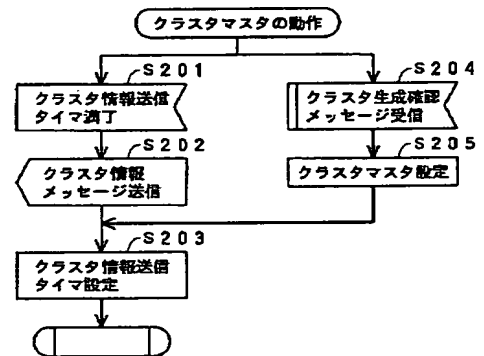 クラスタマスタの動作
S201
クラスタ情報送信
タイマ満了
S204
クラスタ生成確認
メッセージ受信
S202
クラスタ情報
メッセージ送信
S205
クラスタマスタ設定
S203
クラスタ情報送信
タイマ設定